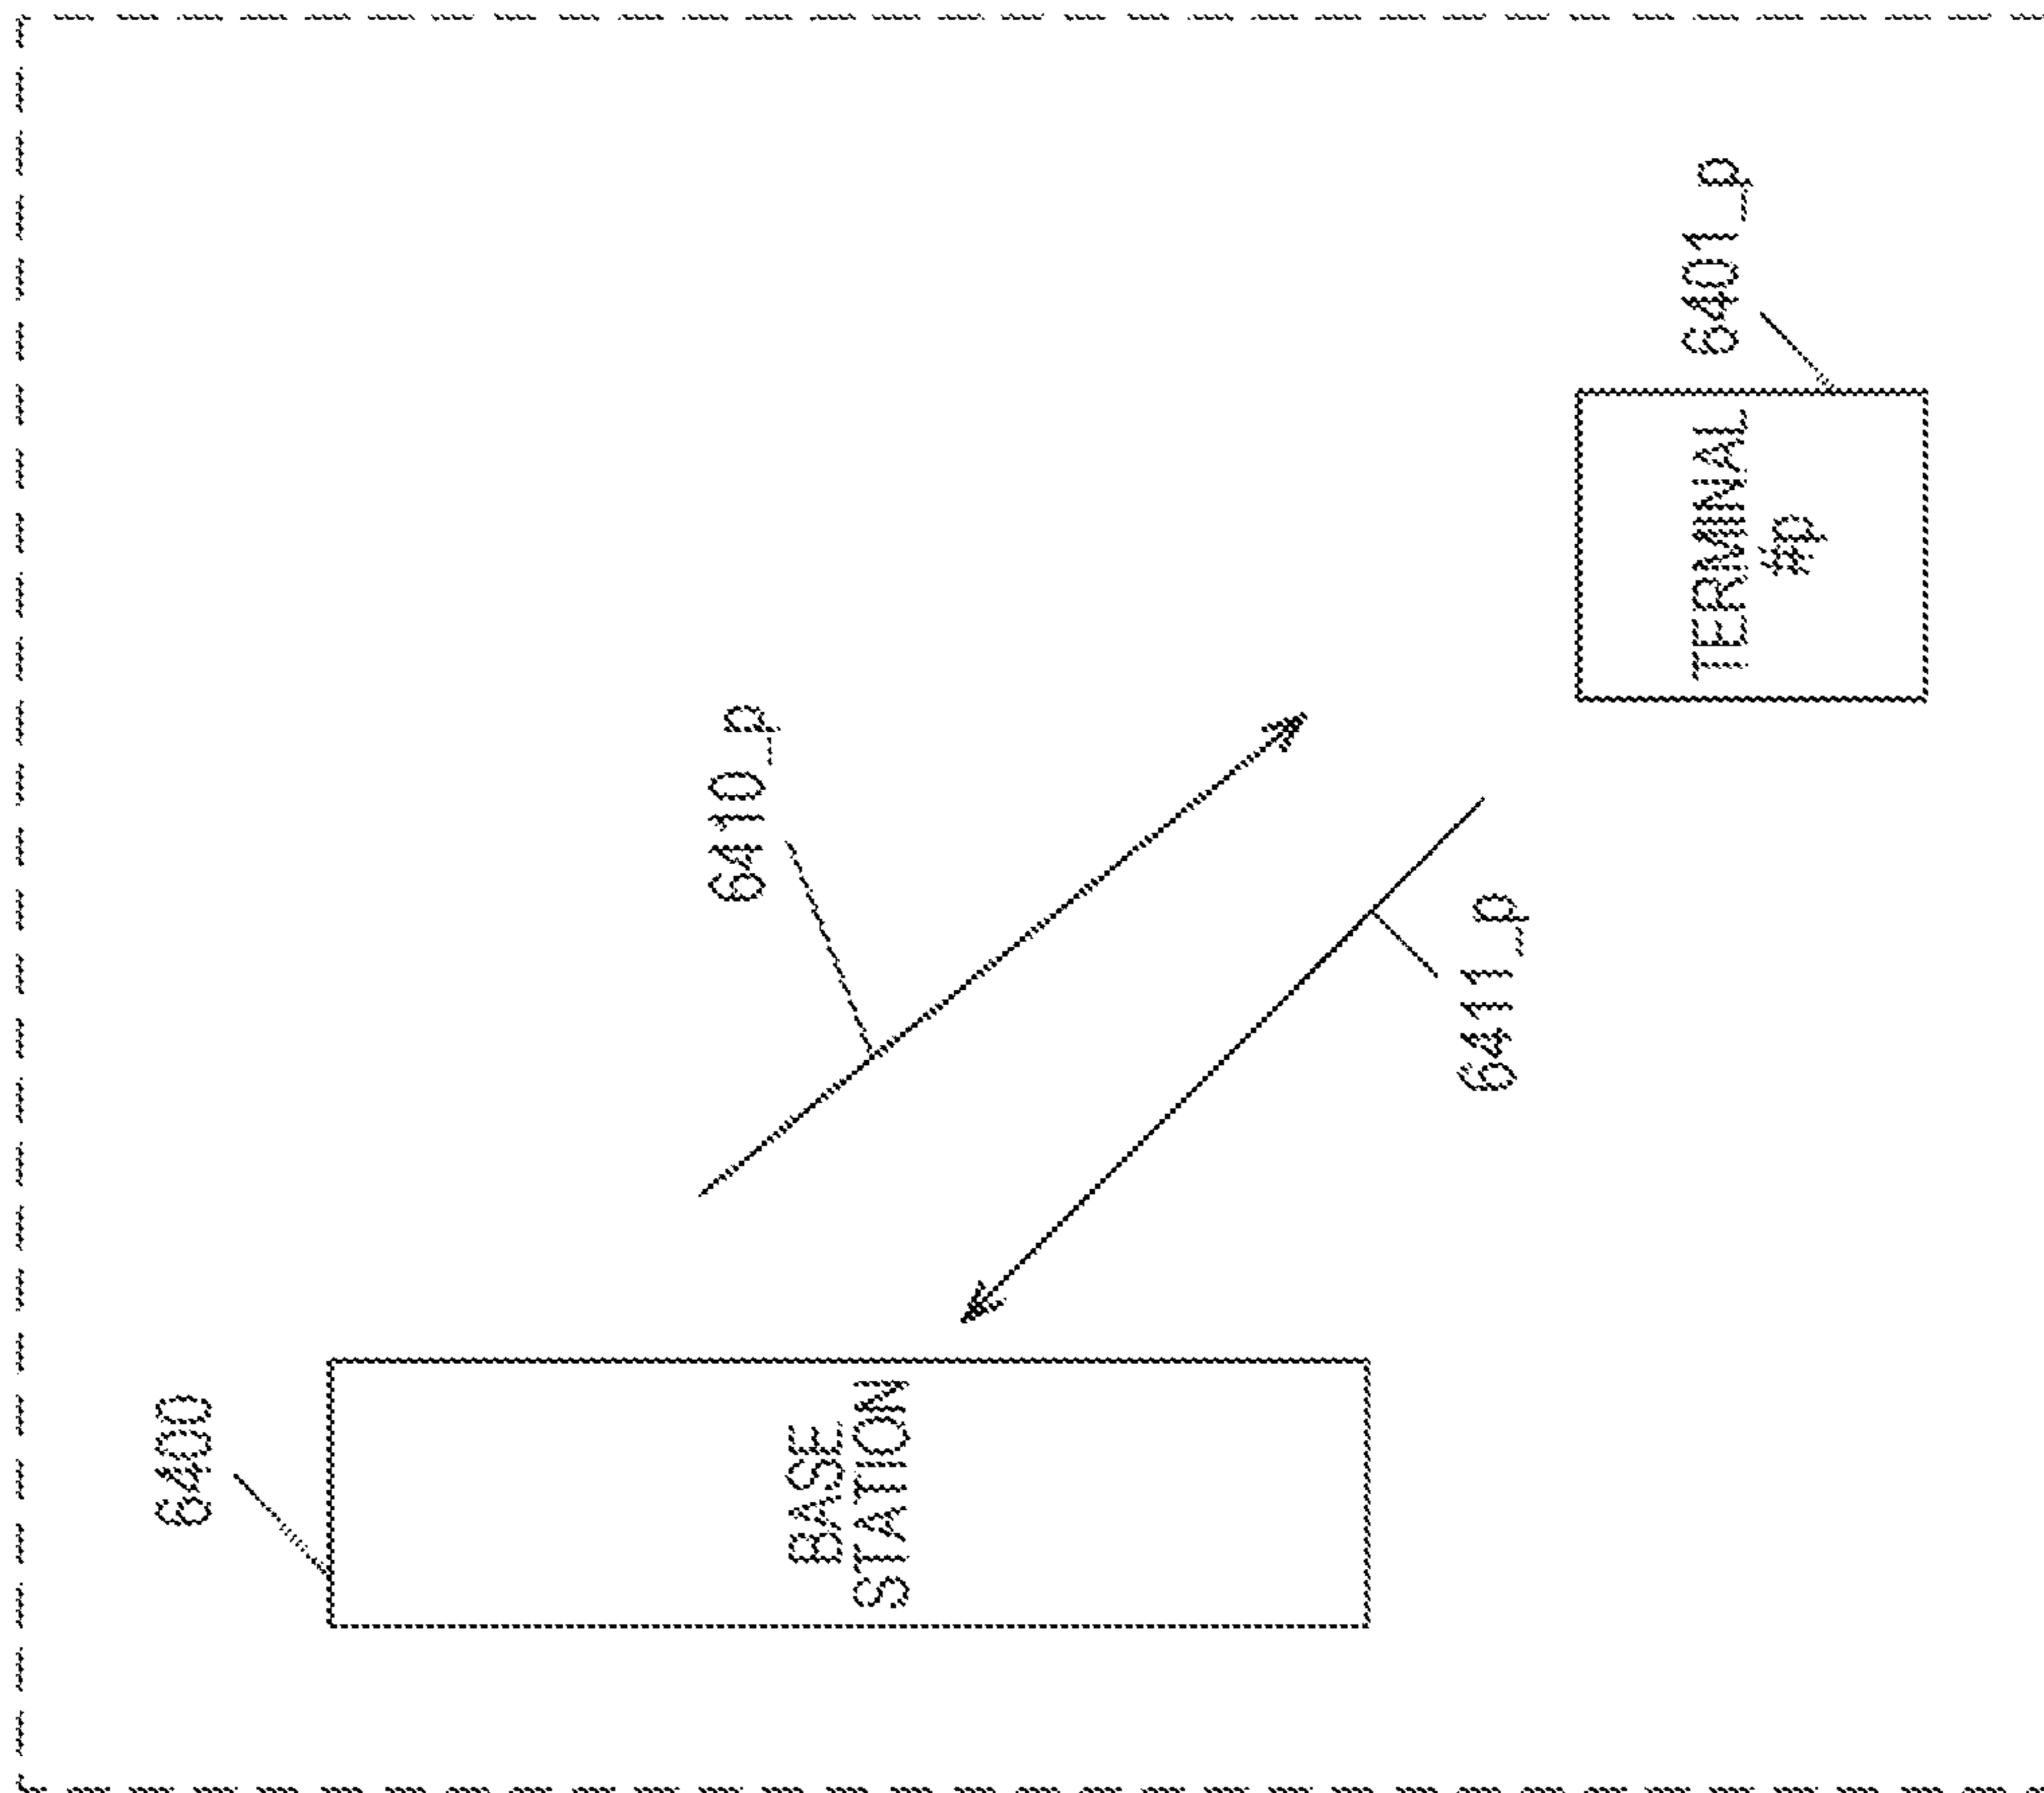 6400
BASE
STATION
6410_p
6411_p
TERMINAL
#p
6401_p